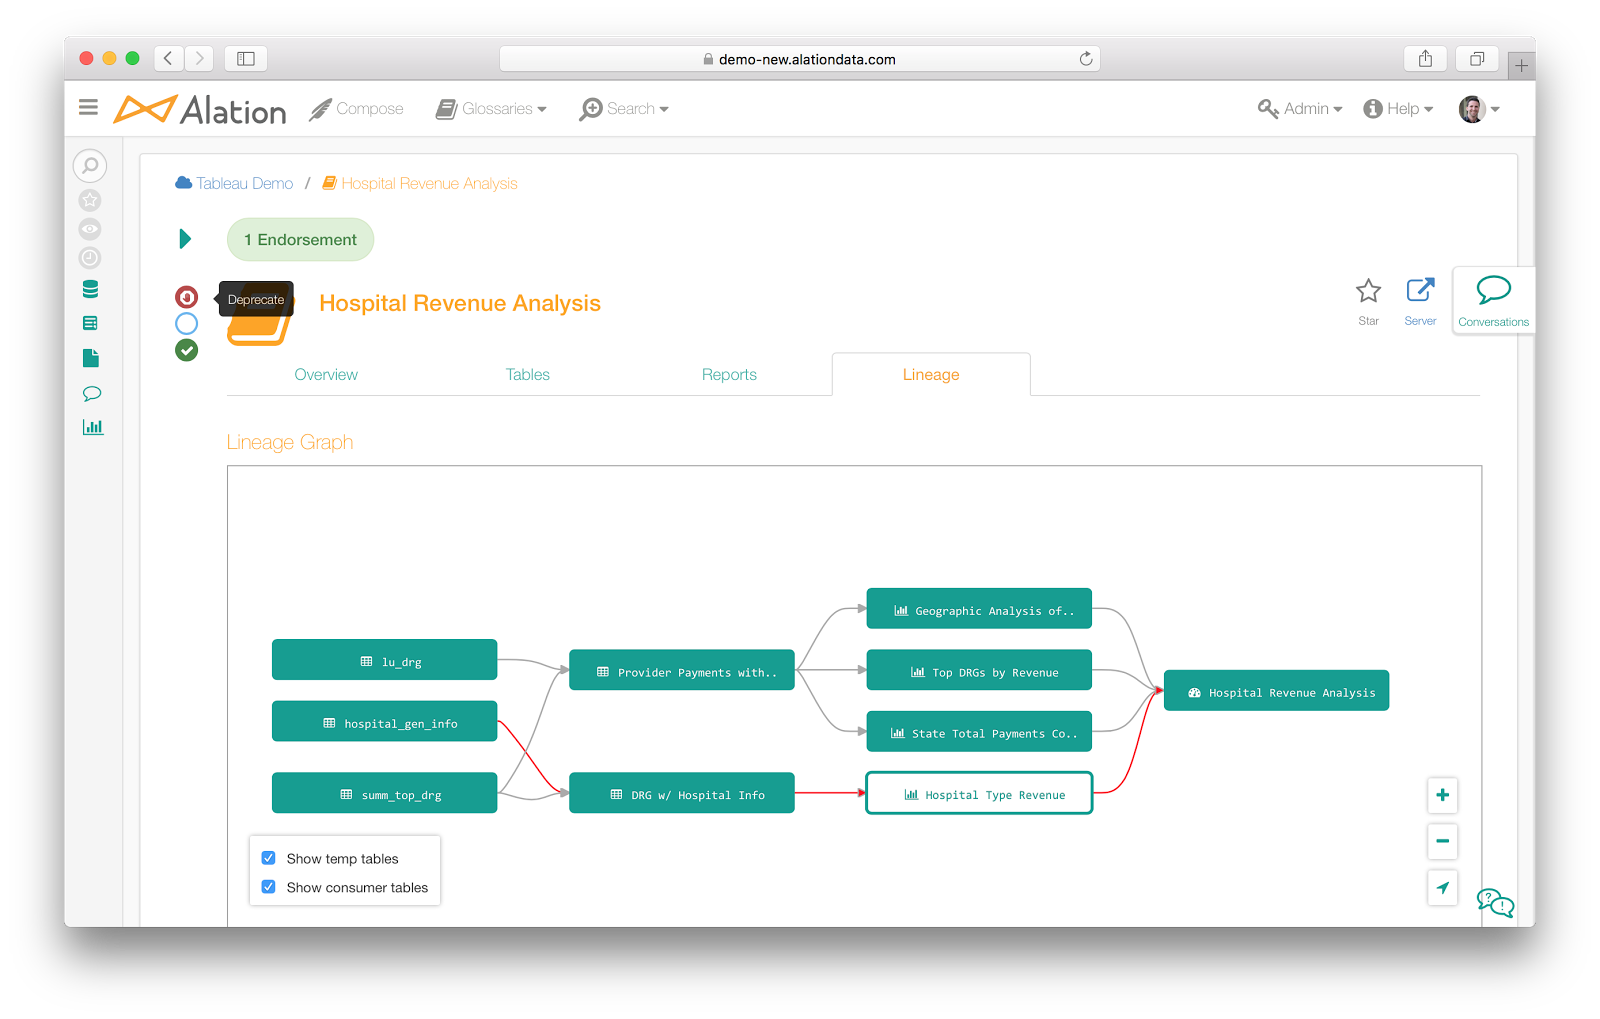 demo-new.alationdata.com
Alation Compose Glossaries Search Admin Help
Tableau Demo / Hospital Revenue Analysis
1 Endorsement
Deprecate
Hospital Revenue Analysis
Star
Server
Conversations
Overview Tables Reports Lineage
Lineage Graph
Geographic Analysis of..
lu_drg
Provider Payments with..
Top DRGs by Revenue
Hospital Revenue Analysis
hospital_gen_info
State Total Payments Co..
summ_top_drg
DRG w/ Hospital Info
Hospital Type Revenue
Show temp tables
Show consumer tables